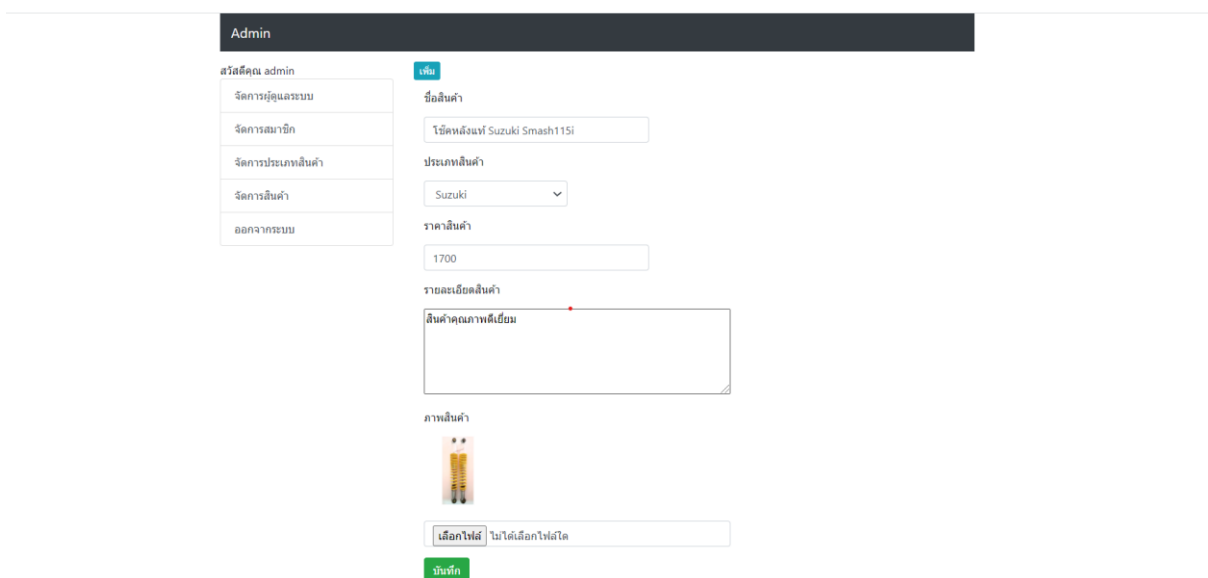 Admin
สวัสดีคุณ admin
จัดการผู้ดูแลระบบ
จัดการสมาชิก
จัดการประเภทสินค้า
จัดการสินค้า
ออกจากระบบ
เพิ่ม
ชื่อสินค้า
โช๊คหลังแท้ Suzuki Smash115i
ประเภทสินค้า
Suzuki
ราคาสินค้า
1700
รายละเอียดสินค้า
สินค้าคุณภาพดีเยี่ยม
ภาพสินค้า
เลือกไฟล์ ไม่ได้เลือกไฟล์ใด
บันทึก